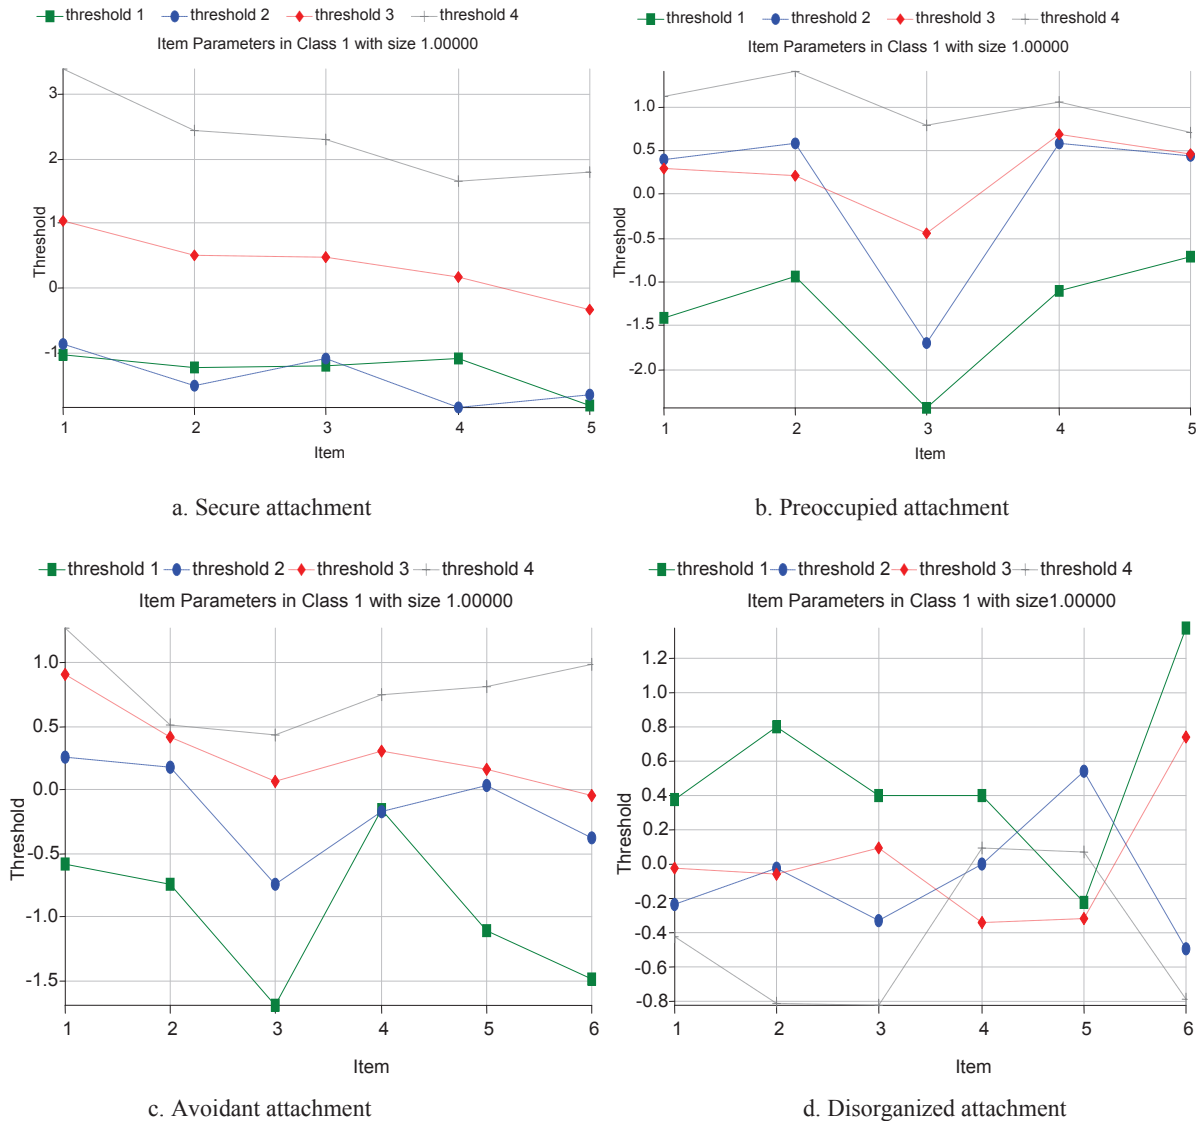 threshold 1 threshold 2 threshold 3 threshold 4
Item Parameters in Class 1 with size 1.00000
3
2
1
0
-1
Threshold
1 2 3 4 5
Item
a. Secure attachment
threshold 1 threshold 2 threshold 3 threshold 4
Item Parameters in Class 1 with size 1.00000
1.0
0.5
0.0
-0.5
-1.0
-1.5
-2.0
Threshold
1 2 3 4 5
Item
b. Preoccupied attachment
threshold 1 threshold 2 threshold 3 threshold 4
Item Parameters in Class 1 with size 1.00000
1.0
0.5
0.0
-0.5
-1.0
-1.5
Threshold
1 2 3 4 5 6
Item
c. Avoidant attachment
threshold 1 threshold 2 threshold 3 threshold 4
Item Parameters in Class 1 with size1.00000
1.2
1.0
0.8
0.6
0.4
0.2
0.0
-0.2
-0.4
-0.6
-0.8
Threshold
1 2 3 4 5 6
Item
d. Disorganized attachment